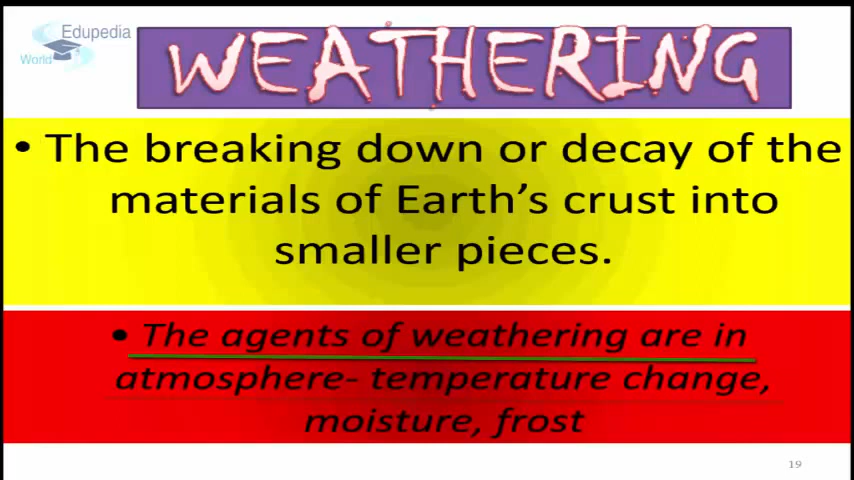 Edupedia
World
WEATHERING
• The breaking down or decay of the
materials of Earth's crust into
smaller pieces.
• The agents of weathering are in
atmosphere- temperature change,
moisture, frost
19